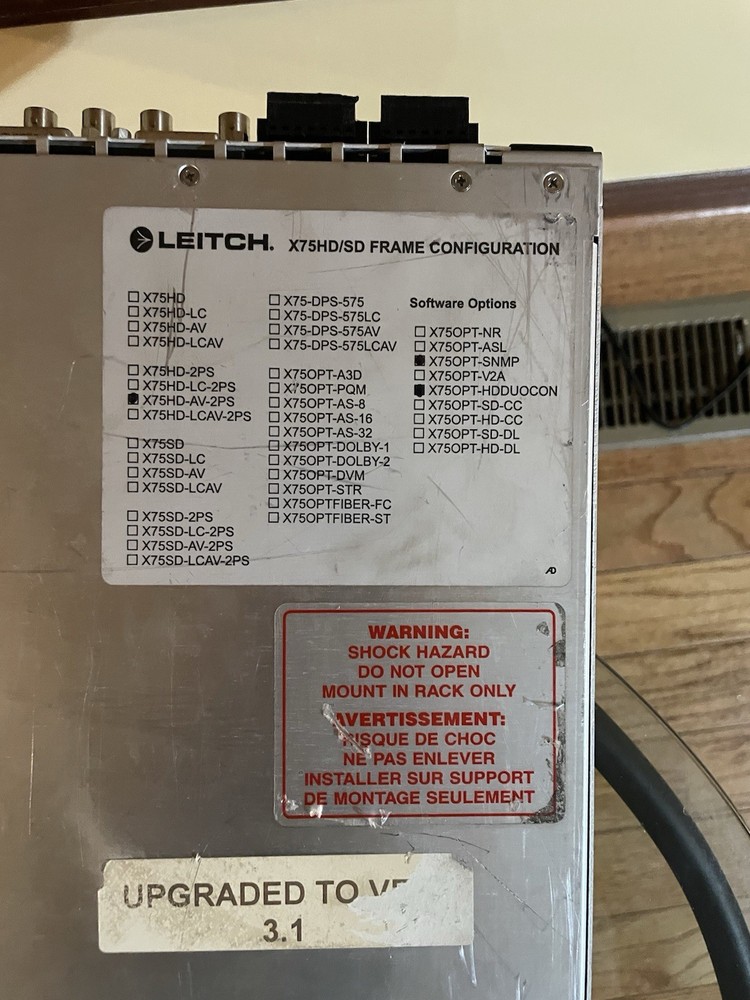 LEITCH. X75HD/SD FRAME CONFIGURATION
X75HD
X75HD-LC
X75HD-AV
X75HD-LCAV
X75HD-2PS
X75HD-LC-2PS
X75HD-AV-2PS
X75HD-LCAV-2PS
X75SD
X75SD-LC
X75SD-AV
X75SD-LCAV
X75SD-2PS
X75SD-LC-2PS
X75SD-AV-2PS
X75SD-LCAV-2PS
X75-DPS-575
X75-DPS-575LC
X75-DPS-575AV
X75-DPS-575LCAV
X75OPT-A3D
X75OPT-PQM
X75OPT-AS-8
X75OPT-AS-16
X75OPT-AS-32
X75OPT-DOLBY-1
X75OPT-DOLBY-2
X75OPT-DVM
X75OPT-STR
X75OPTFIBER-FC
X75OPTFIBER-ST
Software Options
X75OPT-NR
X75OPT-ASL
X75OPT-SNMP
X75OPT-V2A
X75OPT-HDDUOCON
X75OPT-SD-CC
X75OPT-HD-CC
X75OPT-SD-DL
X75OPT-HD-DL
WARNING:
SHOCK HAZARD
DO NOT OPEN
MOUNT IN RACK ONLY
AVERTISSEMENT:
RISQUE DE CHOC
NE PAS ENLEVER
INSTALLER SUR SUPPORT
DE MONTAGE SEULEMENT
UPGRADED TO
3.1